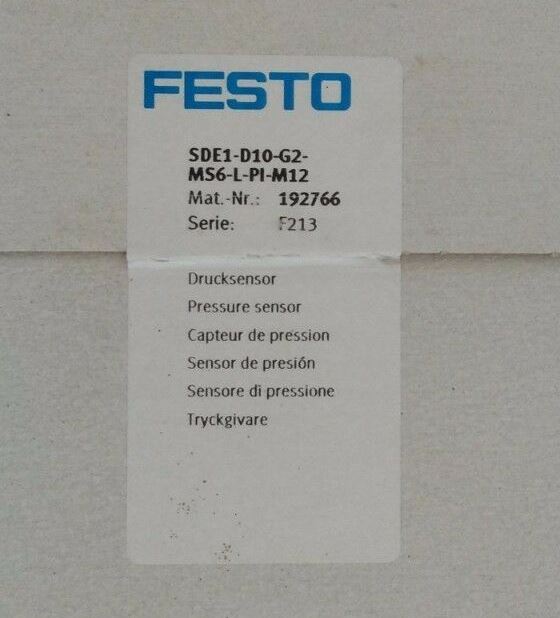 FESTO
SDE1-D10-G2-
MS6-L-PI-M12
Mat.-Nr.: 192766
Serie: F213
Drucksensor
Pressure sensor
Capteur de pression
Sensor de presión
Sensore di pressione
Tryckgivare